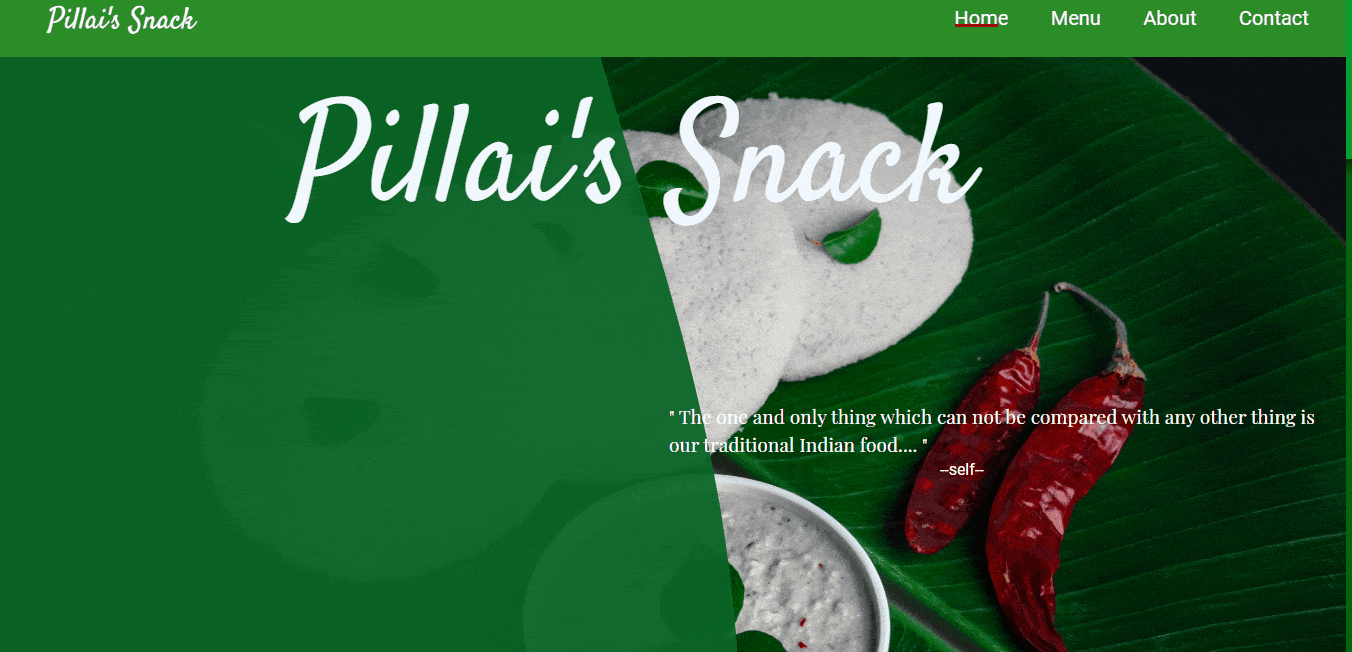 Pillai's Snack
Home Menu About Contact
Pillai's Snack
" The one and only thing which can not be compared with any other thing is
our traditional Indian food.... "
--self--